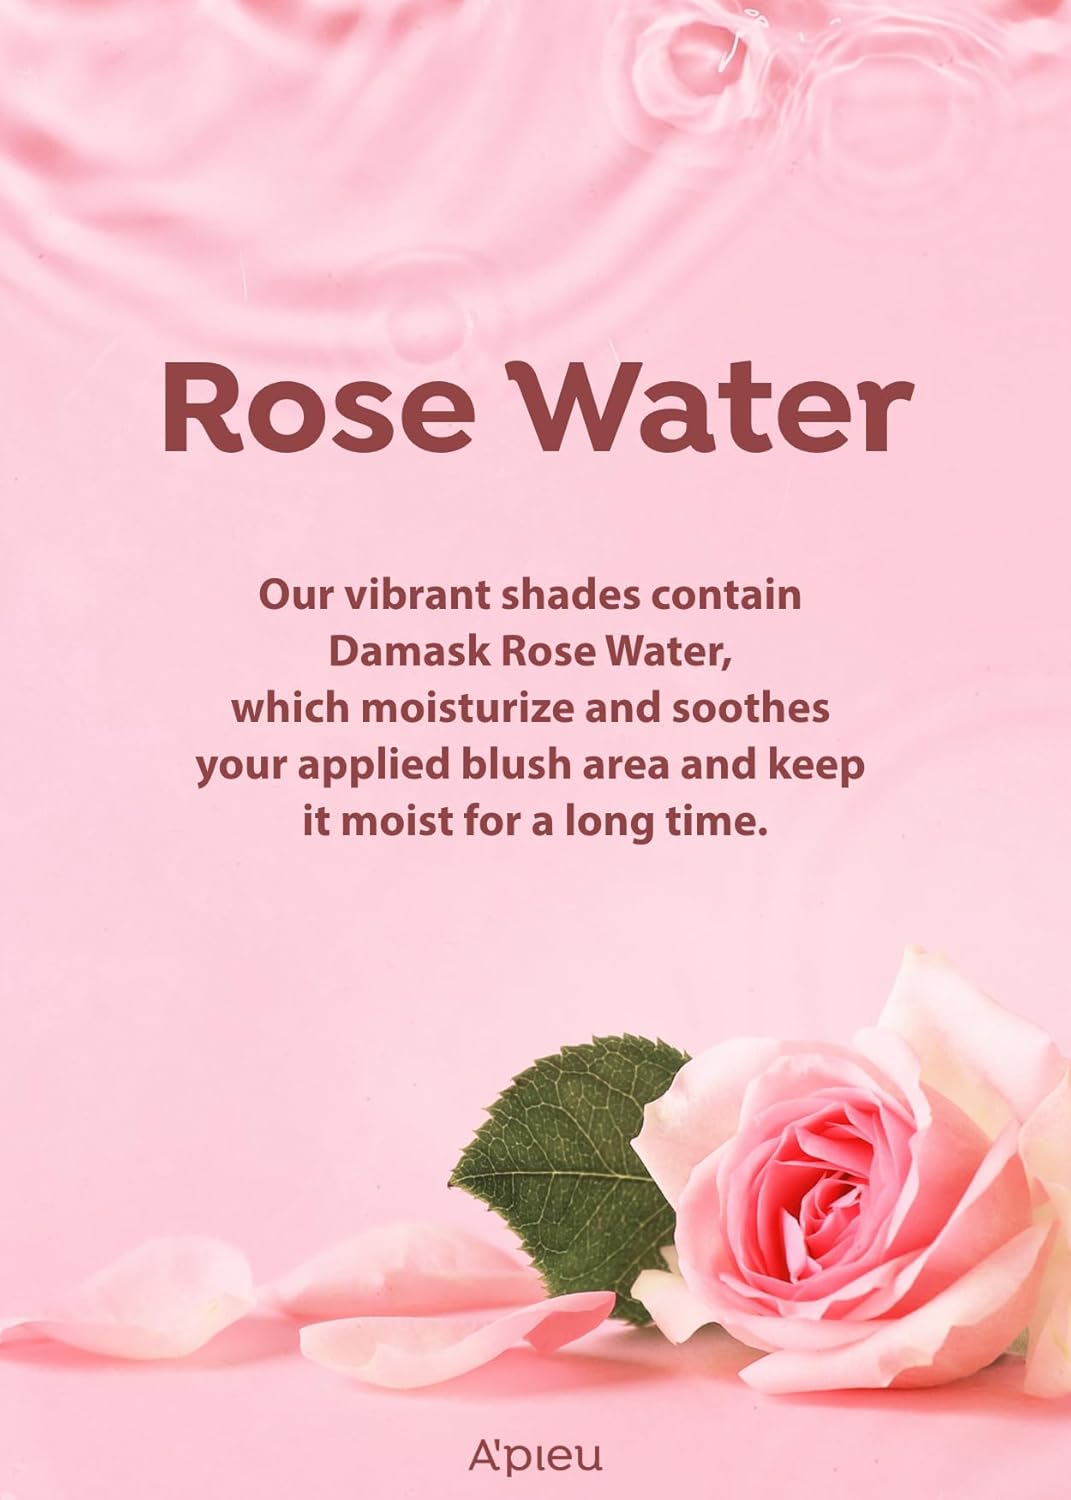 Rose Water
Our vibrant shades contain
Damask Rose Water,
which moisturize and soothes
your applied blush area and keep
it moist for a long time.
A'pieu